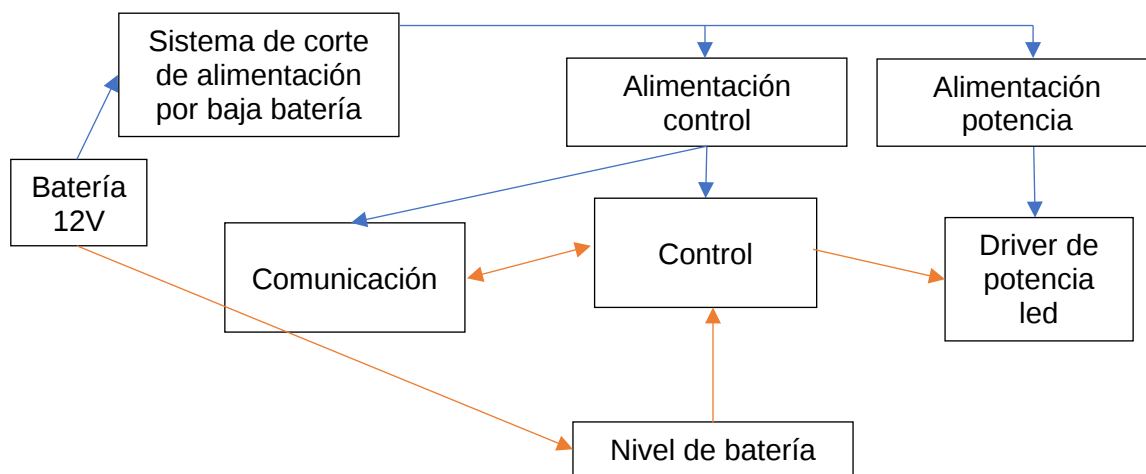 Sistema de corte
de alimentación
por baja batería
Alimentación
control
Alimentación
potencia
Batería
12V
Comunicación
Control
Driver de
potencia
led
Nivel de batería